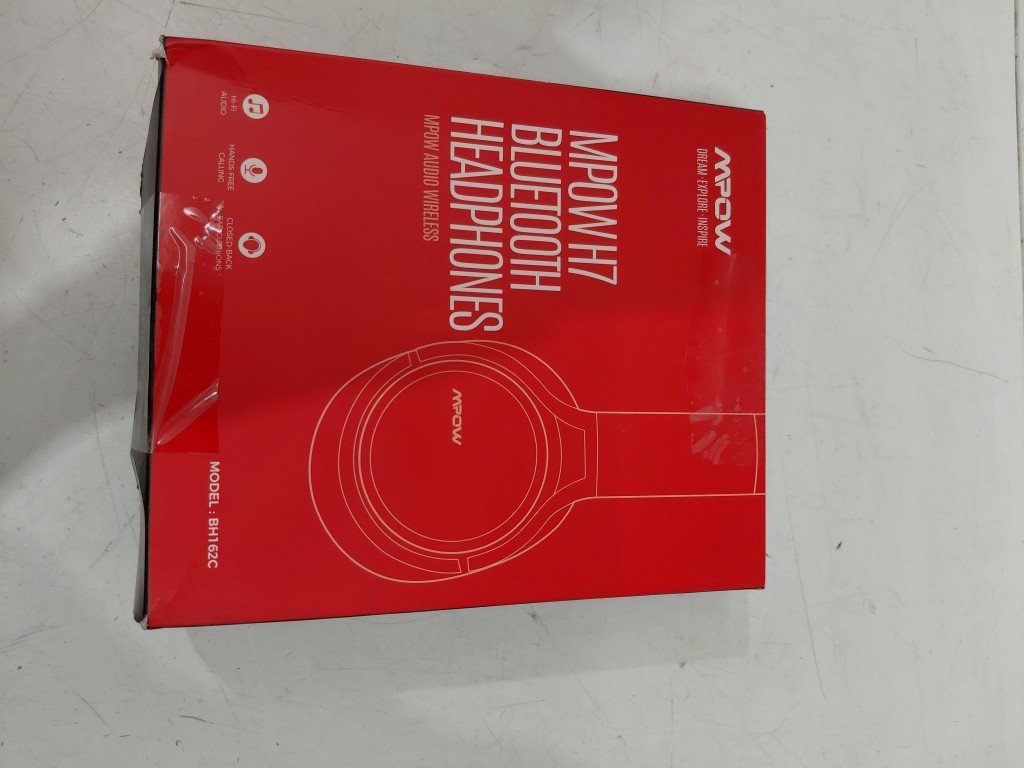 MPOW
DREAM·EXPLORE·INSPIRE
MPOW H7
BLUETOOTH
HEADPHONES
MPOW AUDIO WIRELESS
MPOW
HI-FI
AUDIO
HANDS-FREE
CALLING
CLOSED-BACK
MODEL : BH162C